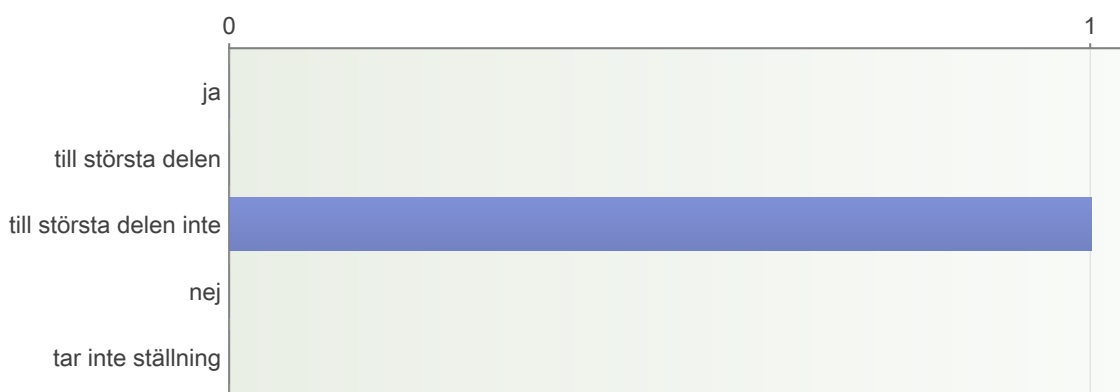 0 1
ja
till största delen
till största delen inte
nej
tar inte ställning